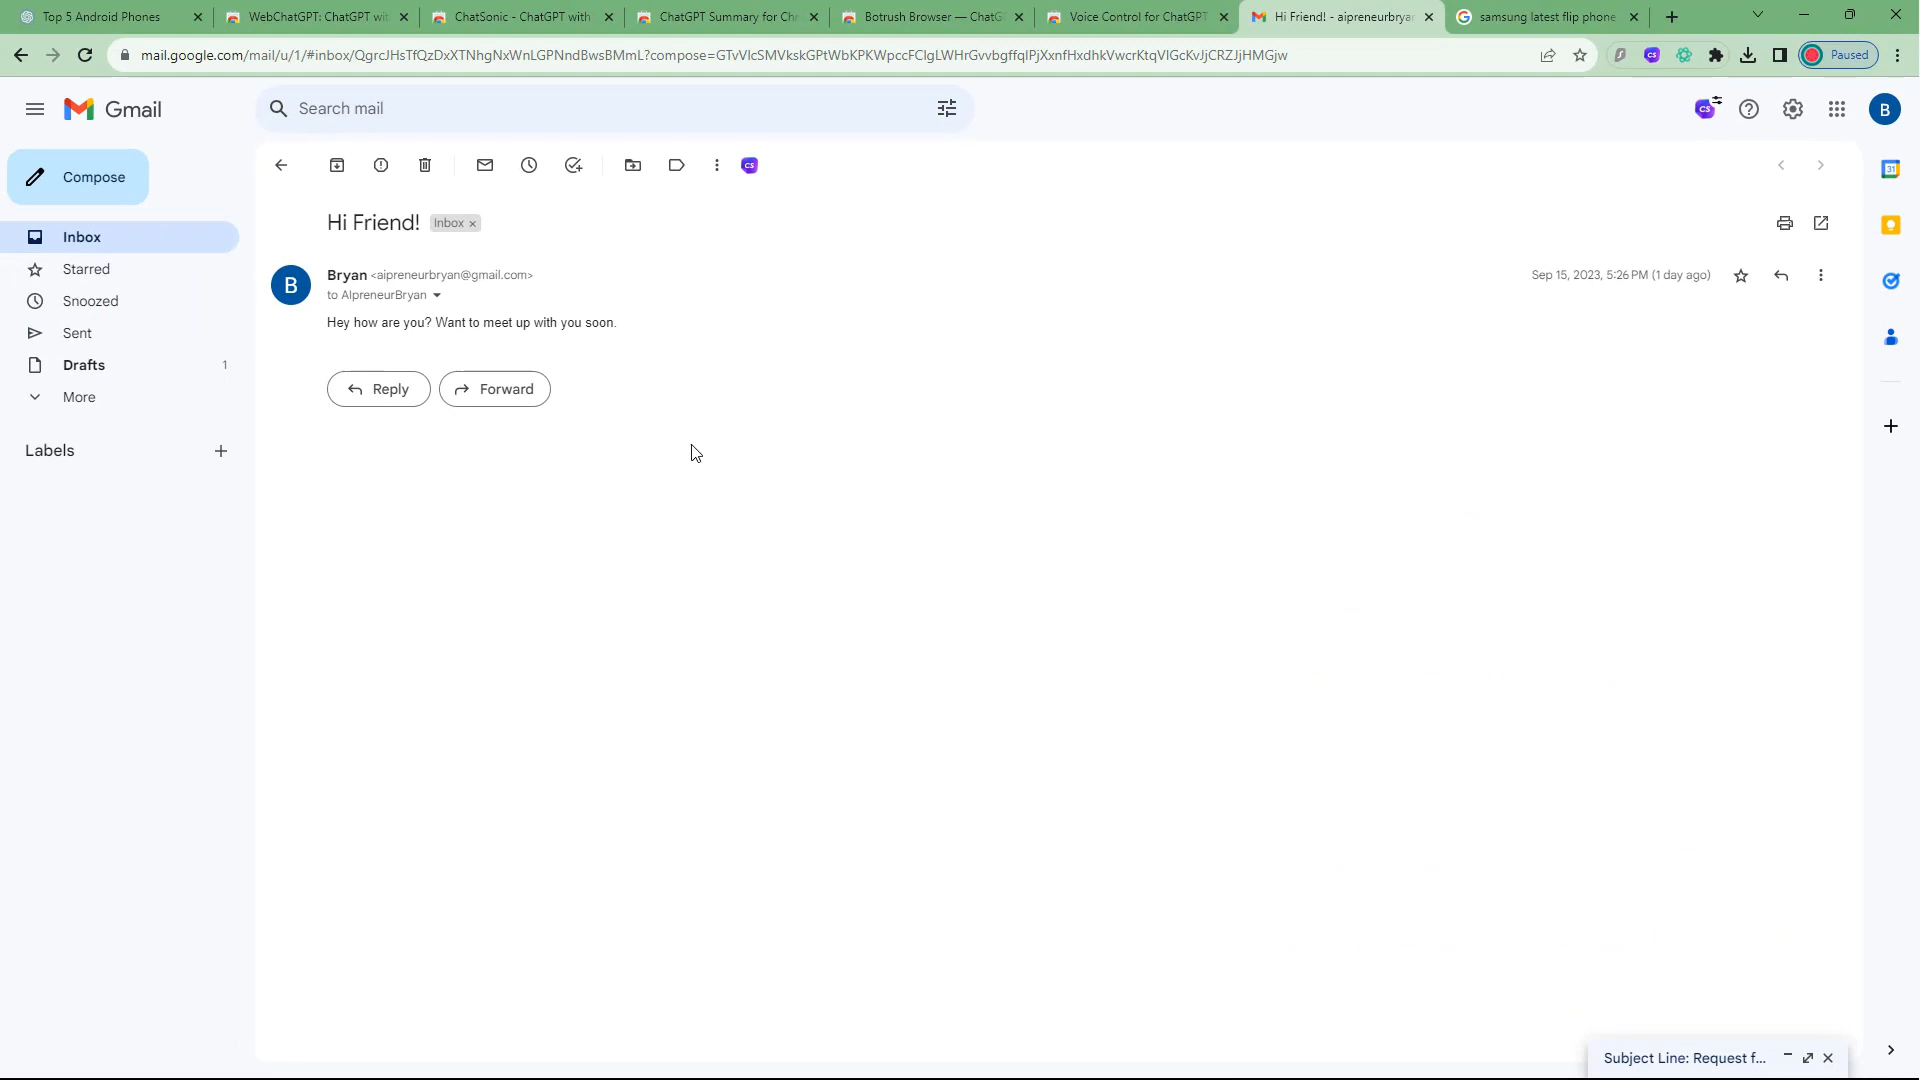 Top 5 Android Phones
WebChatGPT: ChatGPT wit
ChatSonic - ChatGPT with
ChatGPT Summary for Ch
Botrush Browser — ChatG
Voice Control for ChatGPT
Hi Friend! - aipreneurbrya
samsung latest flip phone
mail.google.com/mail/u/1/#inbox/QgrcJHsTfQzDxXTNhgNxWnLGPNndBwsBMmL?compose=GTvVlcSMVkskGPtWbKPKWpccFClgLWHrGvvbgffqlPjXxnfHxdhkVwcrKtqVlGcKvJjCRZJjHMGjw
Paused
Gmail
Search mail
CS
B
Compose
CS
31
Hi Friend!
Inbox ×
Inbox
Bryan <aipreneurbryan@gmail.com>
Sep 15, 2023, 5:26 PM (1 day ago)
B
to AIpreneurBryan
Starred
Snoozed
Hey how are you? Want to meet up with you soon.
Sent
Drafts 1
Reply
Forward
More
Labels
Subject Line: Request f...